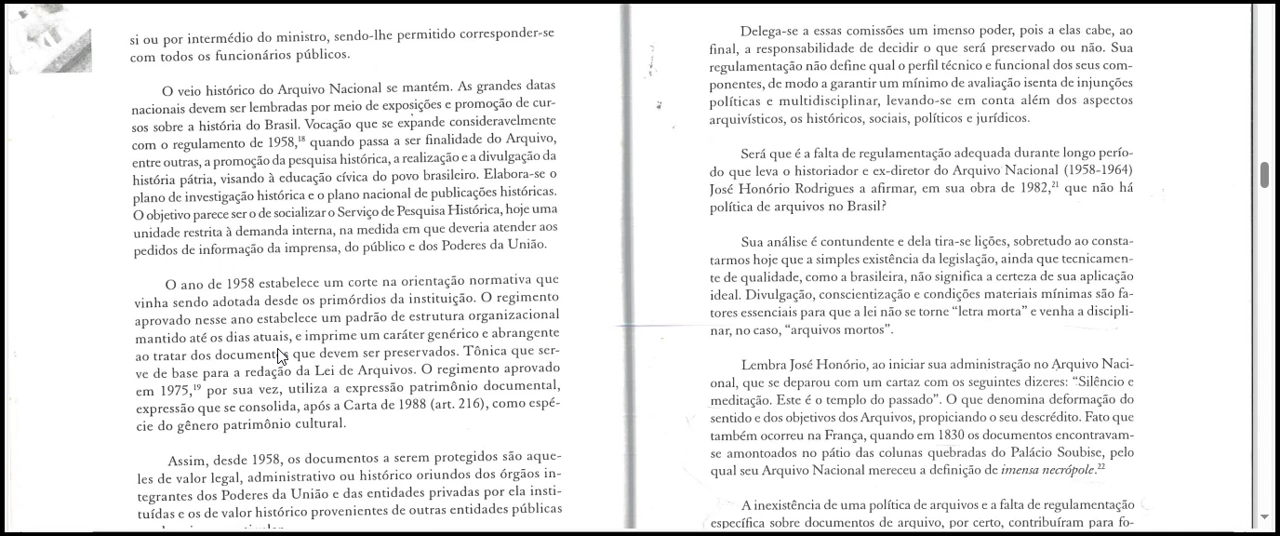 si ou por intermédio do ministro, sendo-lhe permitido corresponder-se
com todos os funcionários públicos.
O veio histórico do Arquivo Nacional se mantém. As grandes datas
nacionais devem ser lembradas por meio de exposições e promoção de cur-
sos sobre a história do Brasil. Vocação que se expande consideravelmente
com o regulamento de 1958,¹⁸ quando passa a ser finalidade do Arquivo,
entre outras, a promoção da pesquisa histórica, a realização e a divulgação da
história pátria, visando à educação cívica do povo brasileiro. Elabora-se o
plano de investigação histórica e o plano nacional de publicações históricas.
O objetivo parece ser o de socializar o Serviço de Pesquisa Histórica, hoje uma
unidade restrita à demanda interna, na medida em que deveria atender aos
pedidos de informação da imprensa, do público e dos Poderes da União.
O ano de 1958 estabelece um corte na orientação normativa que
vinha sendo adotada desde os primórdios da instituição. O regimento
aprovado nesse ano estabelece um padrão de estrutura organizacional
mantido até os dias atuais, e imprime um caráter genérico e abrangente
ao tratar dos documentos que devem ser preservados. Tônica que ser-
ve de base para a redação da Lei de Arquivos. O regimento aprovado
em 1975,¹⁹ por sua vez, utiliza a expressão patrimônio documental,
expressão que se consolida, após a Carta de 1988 (art. 216), como espé-
cie do gênero patrimônio cultural.
Assim, desde 1958, os documentos a serem protegidos são aque-
les de valor legal, administrativo ou histórico oriundos dos órgãos in-
tegrantes dos Poderes da União e das entidades privadas por ela insti-
tuídas e os de valor histórico provenientes de outras entidades públicas
Delega-se a essas comissões um imenso poder, pois a elas cabe, ao
final, a responsabilidade de decidir o que será preservado ou não. Sua
regulamentação não define qual o perfil técnico e funcional dos seus com-
ponentes, de modo a garantir um mínimo de avaliação isenta de injunções
políticas e multidisciplinar, levando-se em conta além dos aspectos
arquivísticos, os históricos, sociais, políticos e jurídicos.
Será que é a falta de regulamentação adequada durante longo perío-
do que leva o historiador e ex-diretor do Arquivo Nacional (1958-1964)
José Honório Rodrigues a afirmar, em sua obra de 1982,²¹ que não há
política de arquivos no Brasil?
Sua análise é contundente e dela tira-se lições, sobretudo ao consta-
tarmos hoje que a simples existência da legislação, ainda que tecnicamen-
te de qualidade, como a brasileira, não significa a certeza de sua aplicação
ideal. Divulgação, conscientização e condições materiais mínimas são fa-
tores essenciais para que a lei não se torne “letra morta” e venha a discipli-
nar, no caso, “arquivos mortos”.
Lembra José Honório, ao iniciar sua administração no Arquivo Naci-
onal, que se deparou com um cartaz com os seguintes dizeres: “Silêncio e
meditação. Este é o templo do passado”. O que denomina deformação do
sentido e dos objetivos dos Arquivos, propiciando o seu descrédito. Fato que
também ocorreu na França, quando em 1830 os documentos encontravam-
se amontoados no pátio das colunas quebradas do Palácio Soubise, pelo
qual seu Arquivo Nacional mereceu a definição de imensa necrópole.²²
A inexistência de uma política de arquivos e a falta de regulamentação
específica sobre documentos de arquivo, por certo, contribuíram para fo-